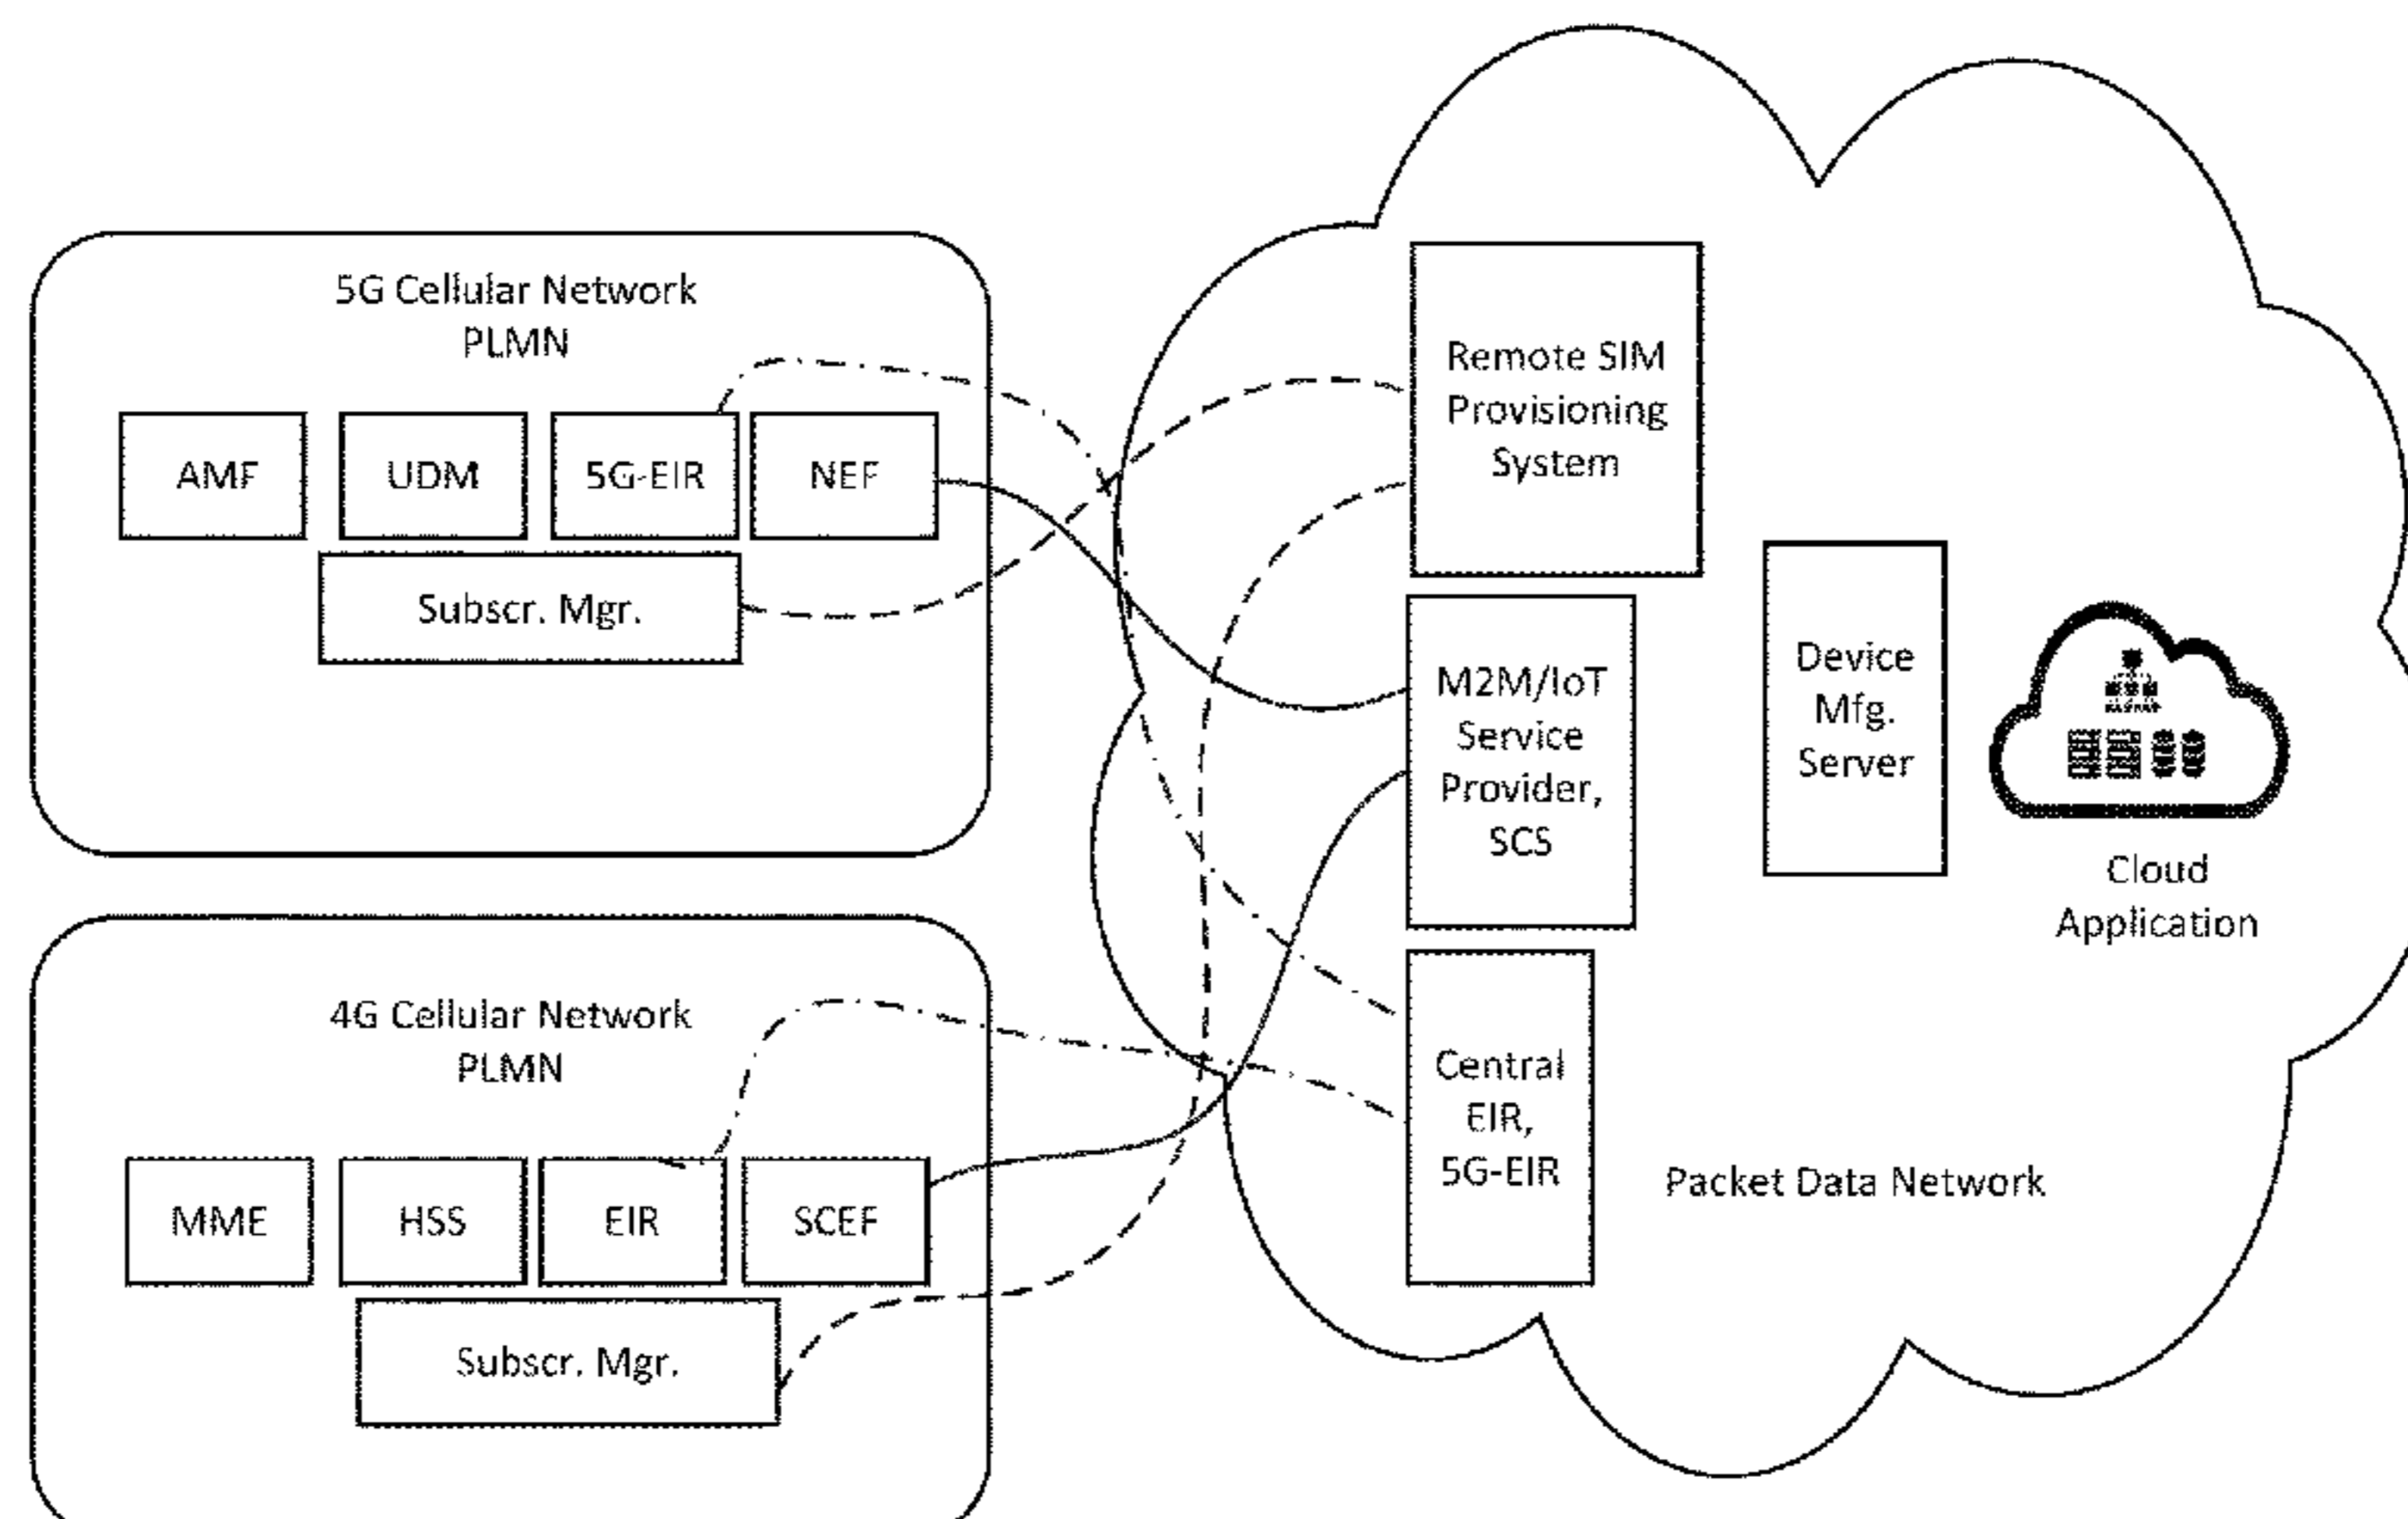 5G Cellular Network
PLMN
AMF
UDM
5G-EIR
NEF
Subscr. Mgr.
4G Cellular Network
PLMN
MME
HSS
EIR
SCEF
Subscr. Mgr.
Remote SIM
Provisioning
System
M2M/IoT
Service
Provider,
SCS
Central
EIR,
5G-EIR
Device
Mfg.
Server
Cloud
Application
Packet Data Network